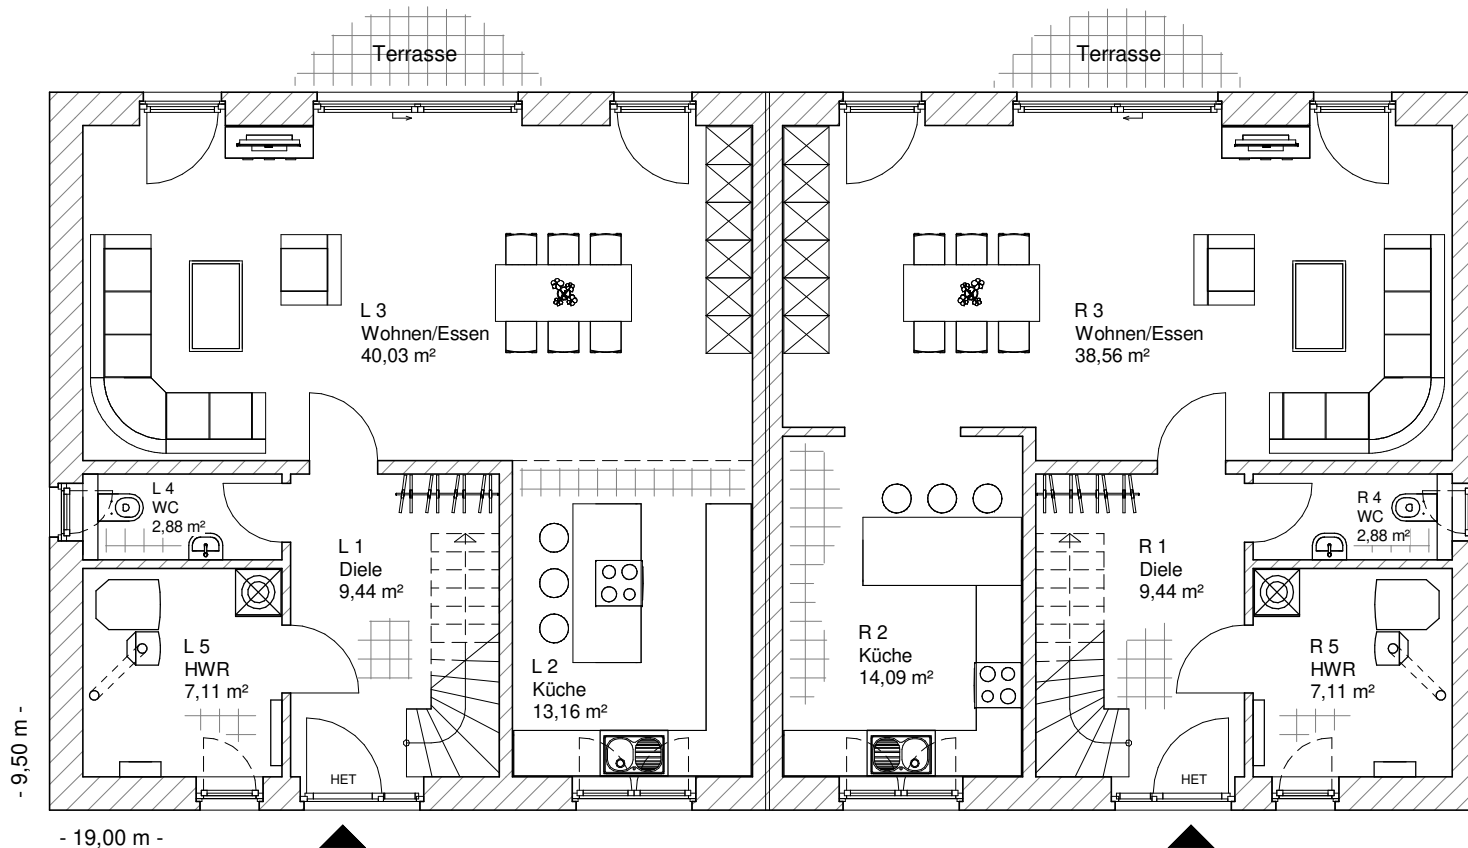 Terrasse
Terrasse
L 3
Wohnen/Essen
40,03 m²
R 3
Wohnen/Essen
38,56 m²
L 4
WC
2,88 m²
R 4
WC
2,88 m²
L 1
Diele
9,44 m²
R 1
Diele
9,44 m²
L 5
HWR
7,11 m²
L 2
Küche
13,16 m²
R 2
Küche
14,09 m²
R 5
HWR
7,11 m²
HET
HET
- 9,50 m -
- 19,00 m -